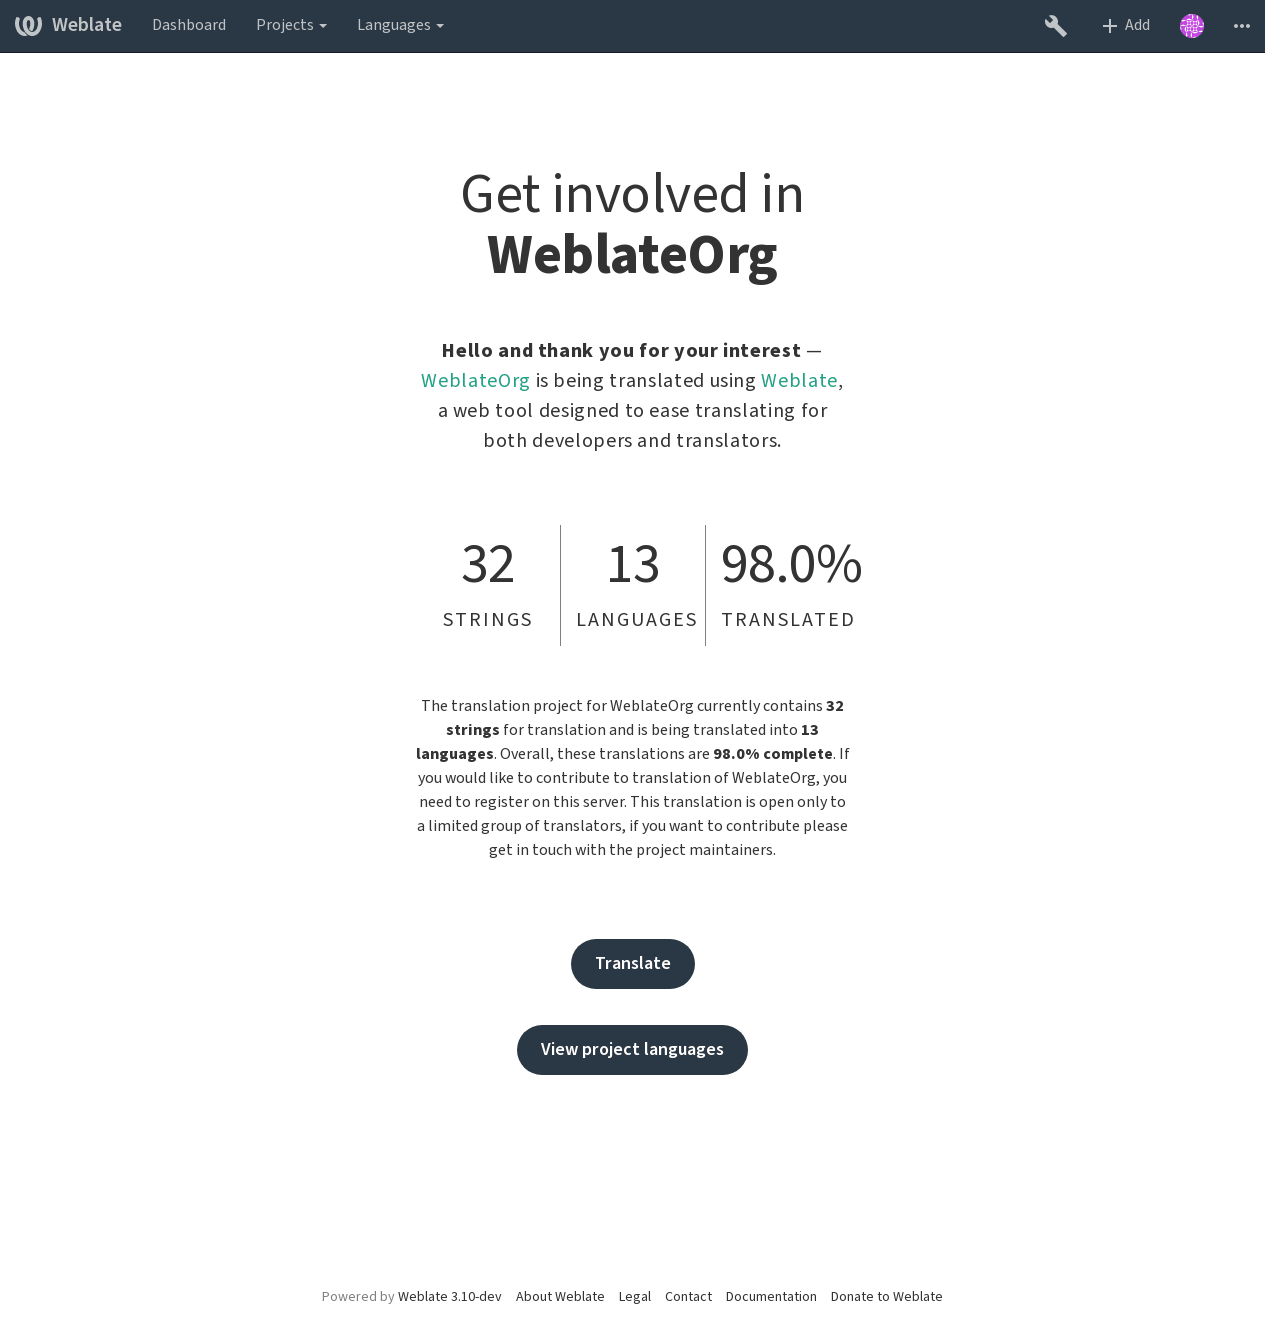 Weblate Dashboard Projects Languages Add
Get involved in
WeblateOrg
Hello and thank you for your interest —
WeblateOrg is being translated using Weblate,
a web tool designed to ease translating for
both developers and translators.
32 13 98.0%
STRINGS LANGUAGES TRANSLATED
The translation project for WeblateOrg currently contains 32
strings for translation and is being translated into 13
languages. Overall, these translations are 98.0% complete. If
you would like to contribute to translation of WeblateOrg, you
need to register on this server. This translation is open only to
a limited group of translators, if you want to contribute please
get in touch with the project maintainers.
Translate
View project languages
Powered by Weblate 3.10-dev About Weblate Legal Contact Documentation Donate to Weblate